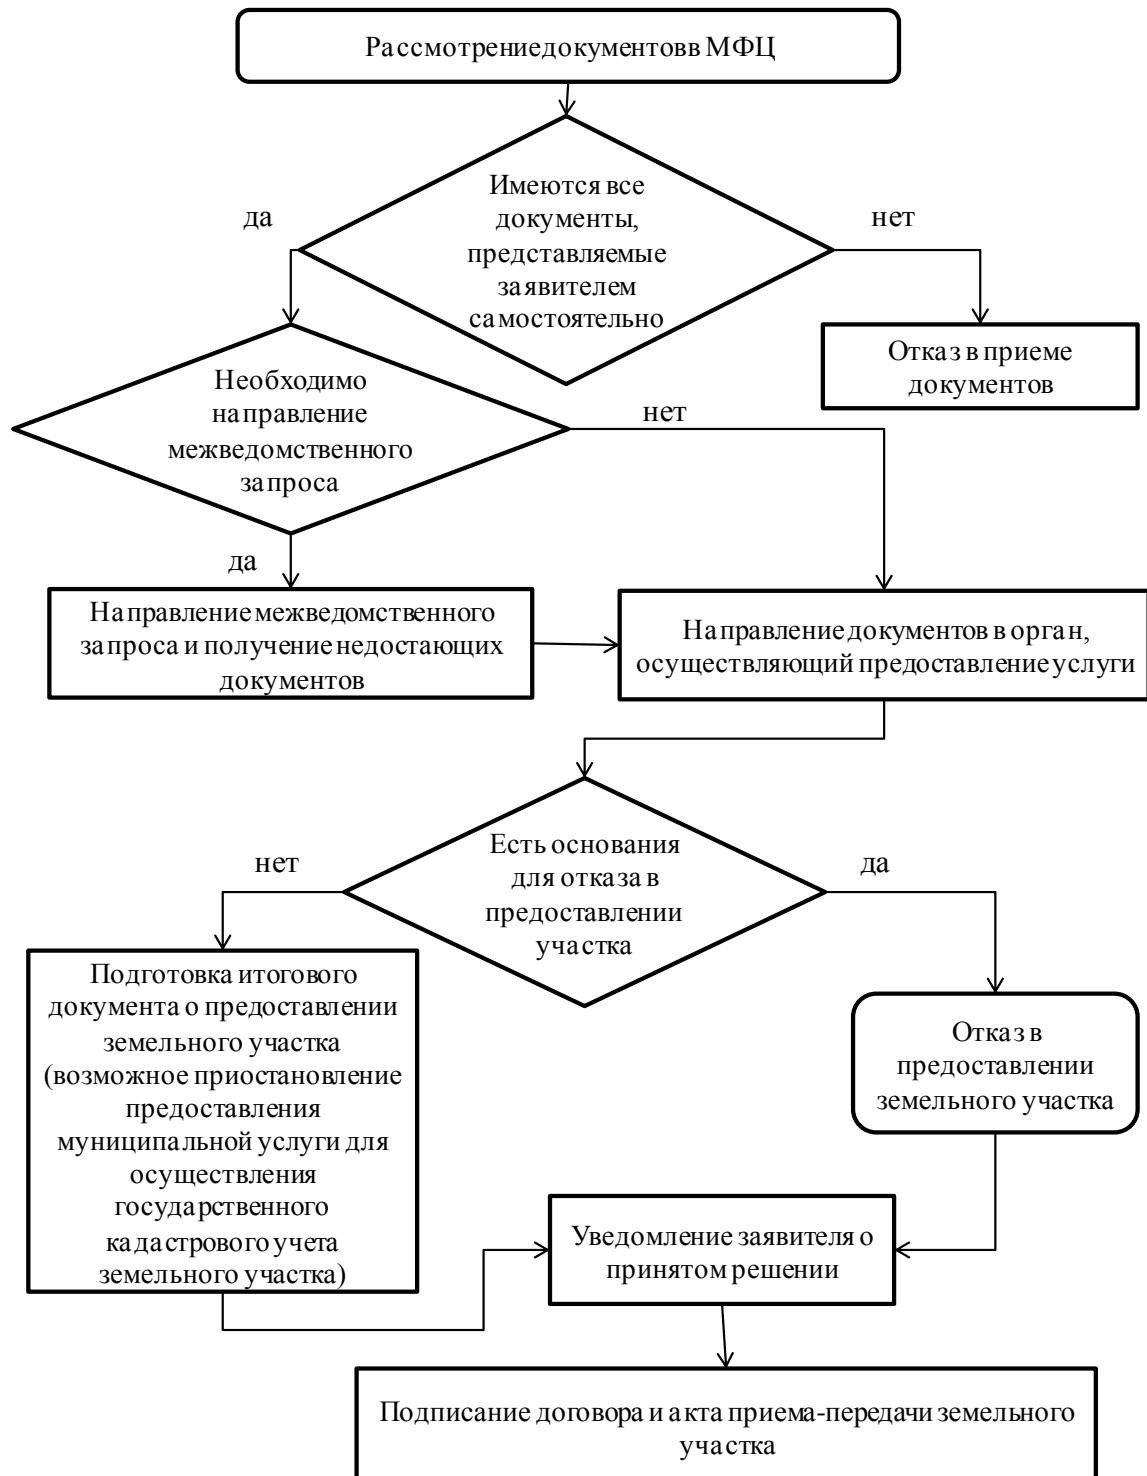 Рассмотрение документов в МФЦ
Имеются все
документы,
представляемые
заявителем
самостоятельно
да
нет
Отказ в приеме
документов
Необходимо
направление
межведомственного
запроса
нет
да
Направление межведомственного
запроса и получение недостающих
документов
Направление документов в орган,
осуществляющий предоставление услуги
Есть основания
для отказа в
предоставлении
участка
нет
да
Подготовка итогового
документа о предоставлении
земельного участка
(возможное приостановление
предоставления
муниципальной услуги для
осуществления
государственного
кадастрового учета
земельного участка)
Отказ в
предоставлении
земельного участка
Уведомление заявителя о
принятом решении
Подписание договора и акта приема-передачи земельного
участка